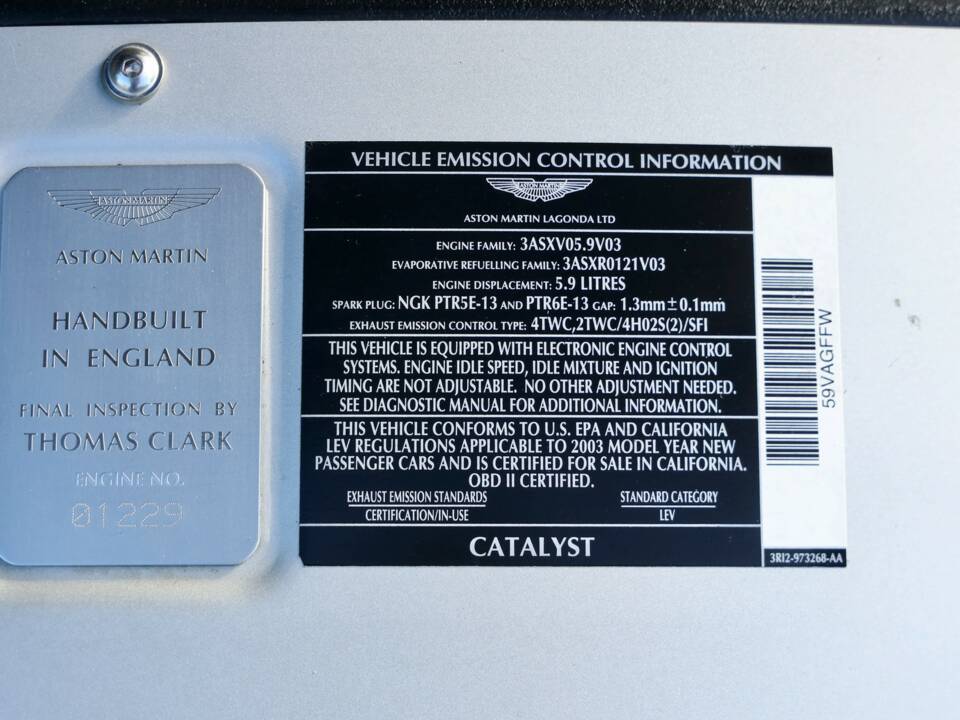 ASTON MARTIN
ASTON MARTIN
HANDBUILT
IN ENGLAND
FINAL INSPECTION BY
THOMAS CLARK
ENGINE NO.
01229
VEHICLE EMISSION CONTROL INFORMATION
ASTON MARTIN
ASTON MARTIN LAGONDA LTD
ENGINE FAMILY: 3ASXV05.9V03
EVAPORATIVE REFUELLING FAMILY: 3ASXR0121V03
ENGINE DISPLACEMENT: 5.9 LITRES
SPARK PLUG: NGK PTR5E-13 AND PTR6E-13 GAP: 1.3mm±0.1mm
EXHAUST EMISSION CONTROL TYPE: 4TWC,2TWC/4H02S(2)/SFI
THIS VEHICLE IS EQUIPPED WITH ELECTRONIC ENGINE CONTROL
SYSTEMS. ENGINE IDLE SPEED, IDLE MIXTURE AND IGNITION
TIMING ARE NOT ADJUSTABLE. NO OTHER ADJUSTMENT NEEDED.
SEE DIAGNOSTIC MANUAL FOR ADDITIONAL INFORMATION.
THIS VEHICLE CONFORMS TO U.S. EPA AND CALIFORNIA
LEV REGULATIONS APPLICABLE TO 2003 MODEL YEAR NEW
PASSENGER CARS AND IS CERTIFIED FOR SALE IN CALIFORNIA.
OBD II CERTIFIED.
EXHAUST EMISSION STANDARDS STANDARD CATEGORY
CERTIFICATION/IN-USE LEV
CATALYST
59VAGFFW
3R12-973268-AA